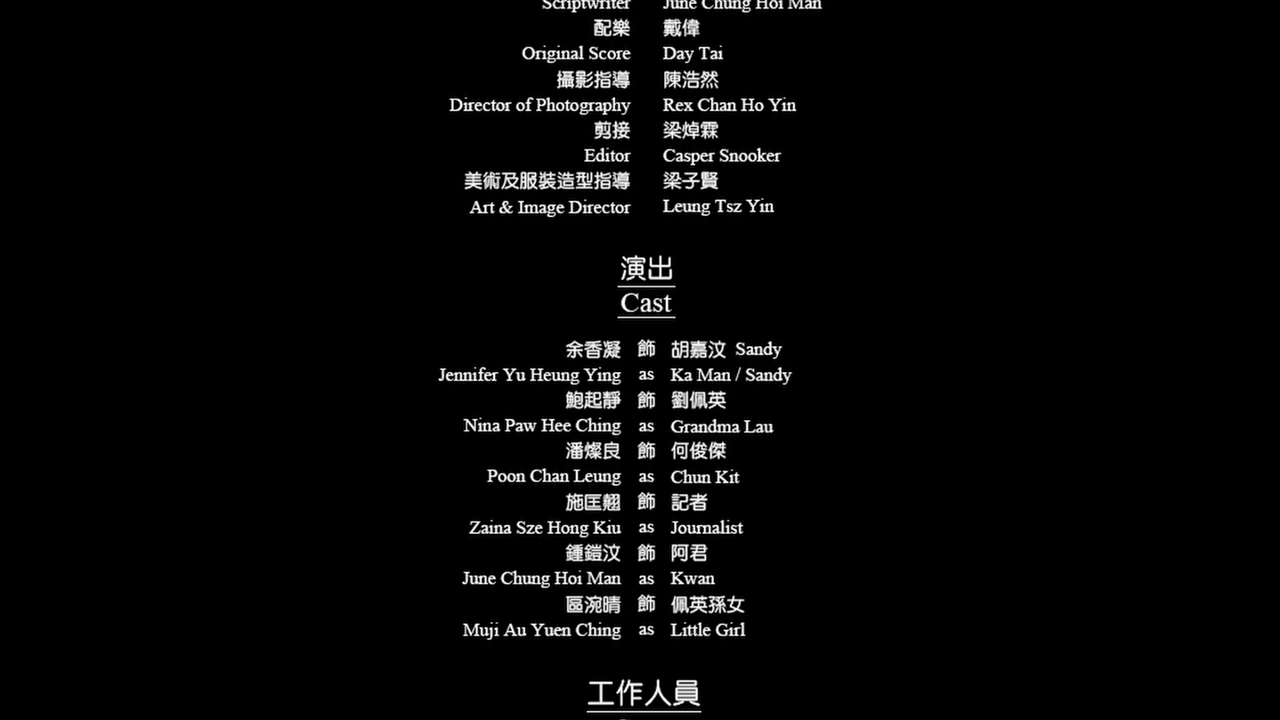 Scriptwriter June Chung Hoi Man
配樂 戴偉
Original Score Day Tai
攝影指導 陳浩然
Director of Photography Rex Chan Ho Yin
剪接 梁焯霖
Editor Casper Snooker
美術及服裝造型指導 梁子賢
Art & Image Director Leung Tsz Yin
演出
Cast
余香凝 飾 胡嘉汶 Sandy
Jennifer Yu Heung Ying as Ka Man / Sandy
鮑起靜 飾 劉佩英
Nina Paw Hee Ching as Grandma Lau
潘燦良 飾 何俊傑
Poon Chan Leung as Chun Kit
施匡翹 飾 記者
Zaina Sze Hong Kiu as Journalist
鍾鎧汶 飾 阿君
June Chung Hoi Man as Kwan
區涴晴 飾 佩英孫女
Muji Au Yuen Ching as Little Girl
工作人員